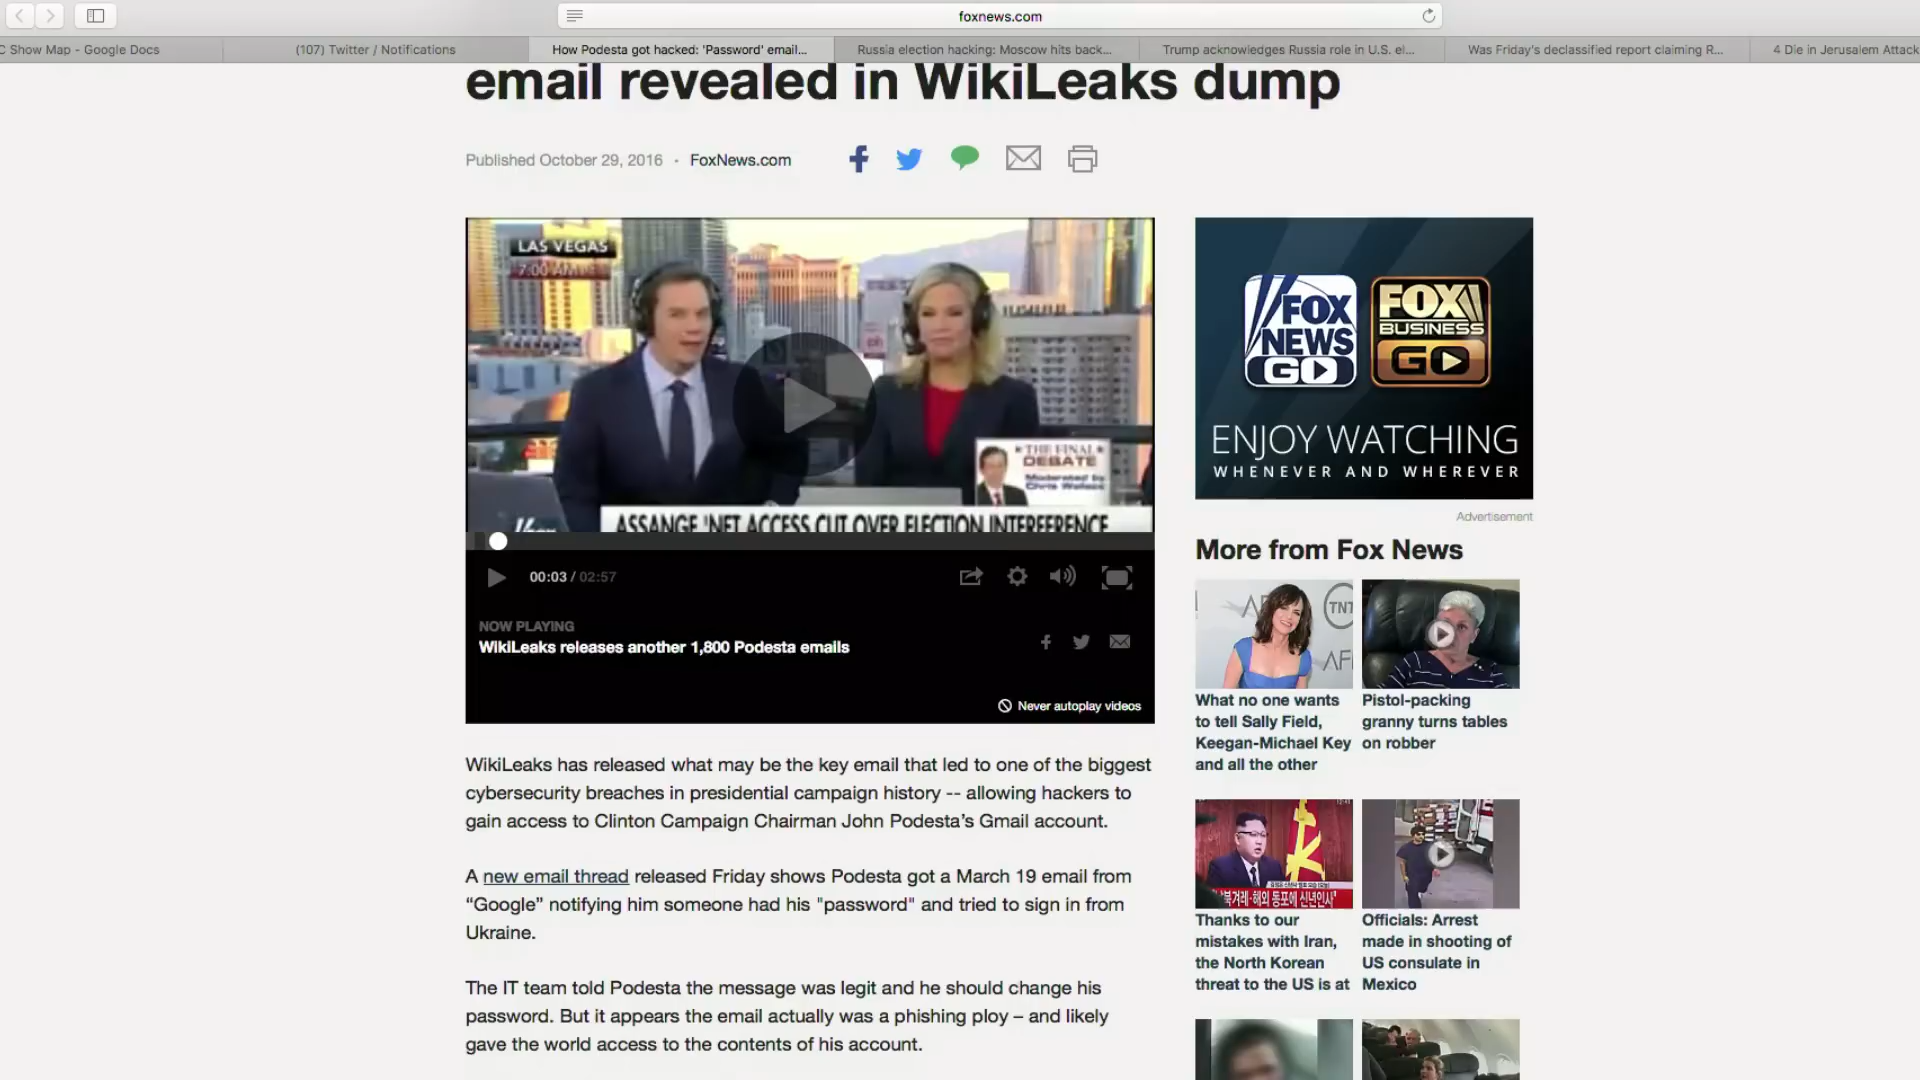 foxnews.com
C Show Map - Google Docs
(107) Twitter / Notifications
How Podesta got hacked: 'Password' email...
Russia election hacking: Moscow hits back...
Trump acknowledges Russia role in U.S. el...
Was Friday's declassified report claiming R...
4 Die in Jerusalem Attack
email revealed in WikiLeaks dump
Published October 29, 2016 · FoxNews.com
LAS VEGAS
7:00 AM PT
THE FINAL
DEBATE
Moderated by
Chris Wallace
ASSANGE 'NET ACCESS CUT OVER ELECTION INTERFERENCE
00:03 / 02:57
NOW PLAYING
WikiLeaks releases another 1,800 Podesta emails
Never autoplay videos
WikiLeaks has released what may be the key email that led to one of the biggest
cybersecurity breaches in presidential campaign history -- allowing hackers to
gain access to Clinton Campaign Chairman John Podesta’s Gmail account.
A new email thread released Friday shows Podesta got a March 19 email from
“Google” notifying him someone had his "password" and tried to sign in from
Ukraine.
The IT team told Podesta the message was legit and he should change his
password. But it appears the email actually was a phishing ploy – and likely
gave the world access to the contents of his account.
FOX
NEWS
GO
FOX
BUSINESS
GO
ENJOY WATCHING
WHENEVER AND WHEREVER
Advertisement
More from Fox News
TNT
AFI
What no one wants
to tell Sally Field,
Keegan-Michael Key
and all the other
Pistol-packing
granny turns tables
on robber
Thanks to our
mistakes with Iran,
the North Korean
threat to the US is at
Officials: Arrest
made in shooting of
US consulate in
Mexico